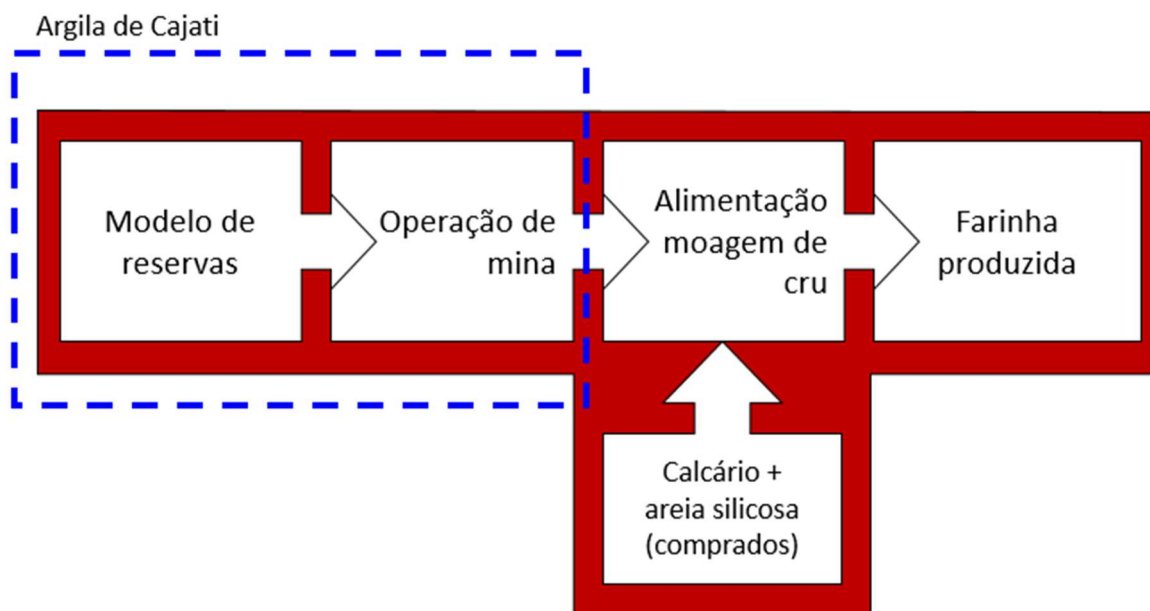 Argila de Cajati
Modelo de
reservas
Operação de
mina
Alimentação
moagem de
cru
Farinha
produzida
Calcário +
areia silicosa
(comprados)